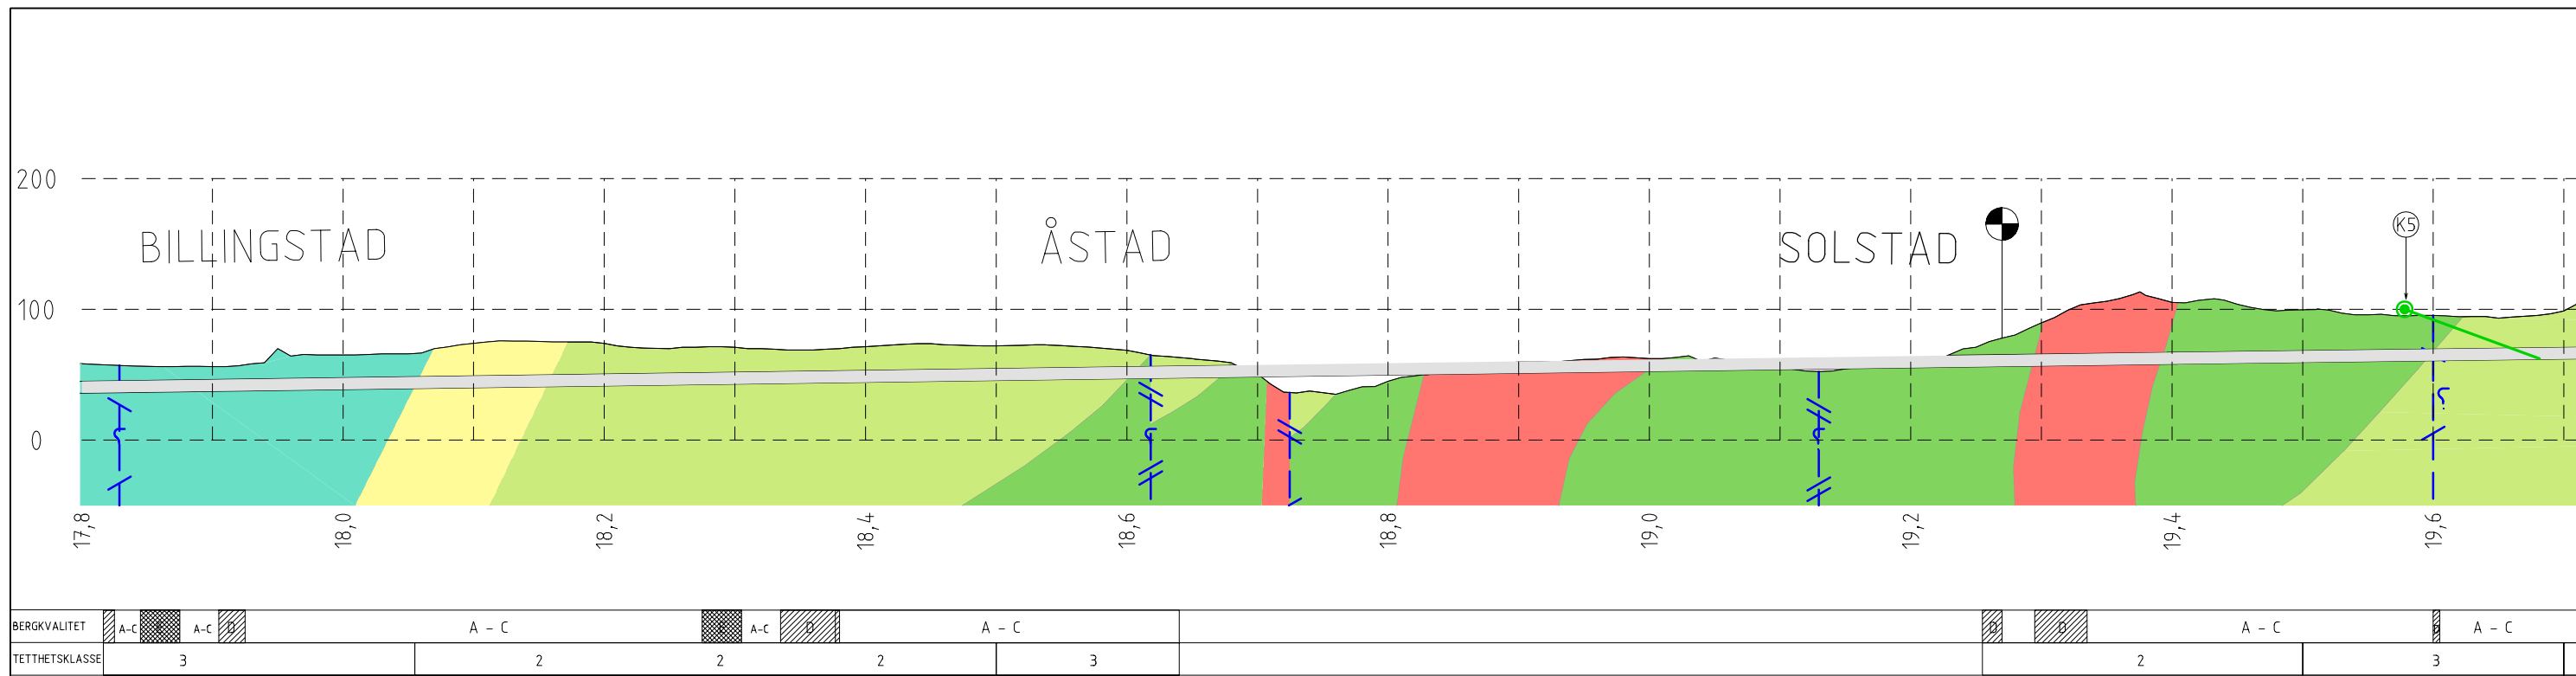 200
BILLINGSTAD ÅSTAD SOLSTAD K5
100
0
17,8 18,0 18,2 18,4 18,6 18,8 19,0 19,2 19,4 19,6
BERGKVALITET A-C E A-C D A - C E A-C D A - C D D A - C D A - C
TETTHETSKLASSE 3 2 2 2 3 2 3